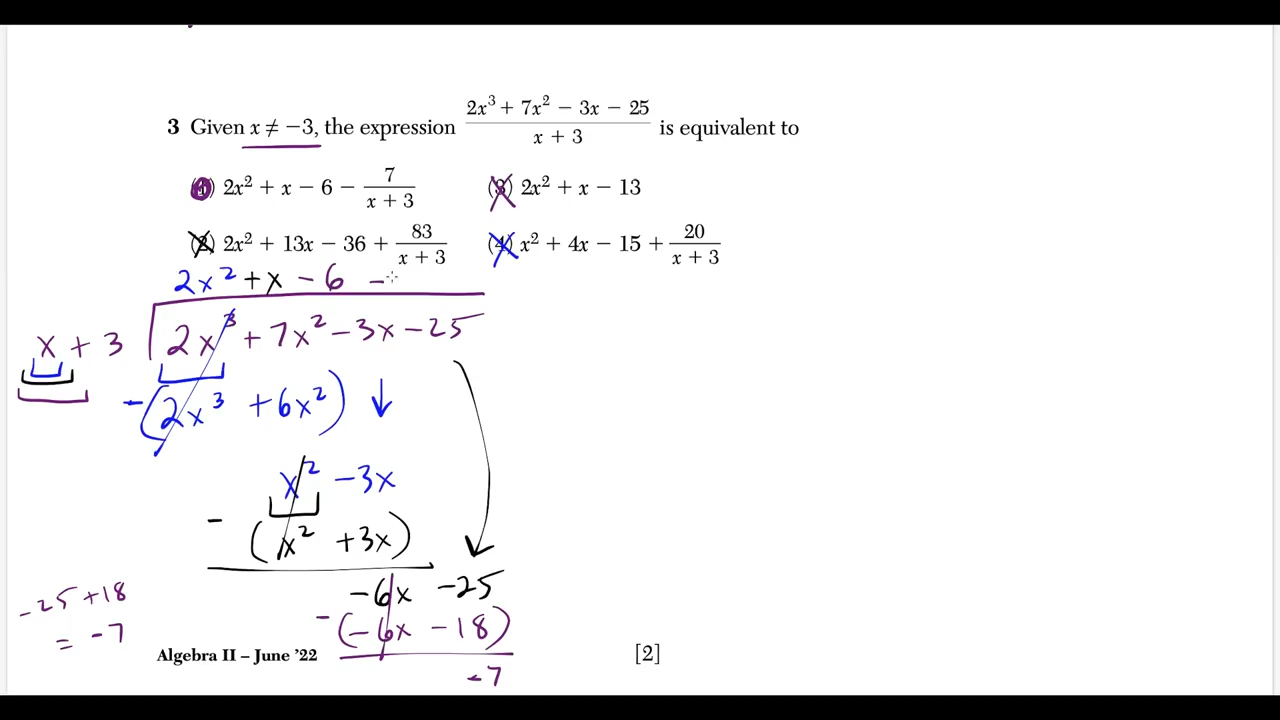 3 Given x ≠ −3, the expression (2x³ + 7x² − 3x − 25)/(x + 3) is equivalent to
(1) 2x² + x − 6 − 7/(x + 3) (3) 2x² + x − 13
(2) 2x² + 13x − 36 + 83/(x + 3) (4) x² + 4x − 15 + 20/(x + 3)
2x² + x − 6 −
x + 3 2x³ + 7x² − 3x − 25
−(2x³ + 6x²) ↓
x² − 3x
− (x² + 3x)
−6x − 25
−25 + 18
−(−6x − 18)
= −7
Algebra II – June ’22 [2]
−7